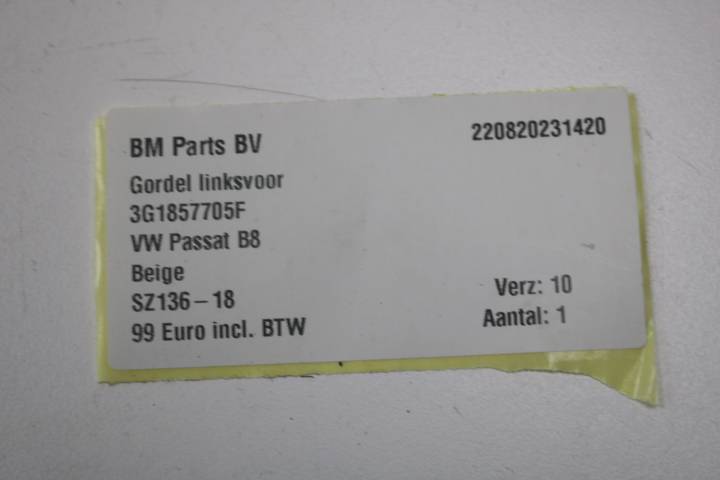 BM Parts BV
220820231420
Gordel linksvoor
3G1857705F
VW Passat B8
Beige
SZ136-18
99 Euro incl. BTW
Verz: 10
Aantal: 1